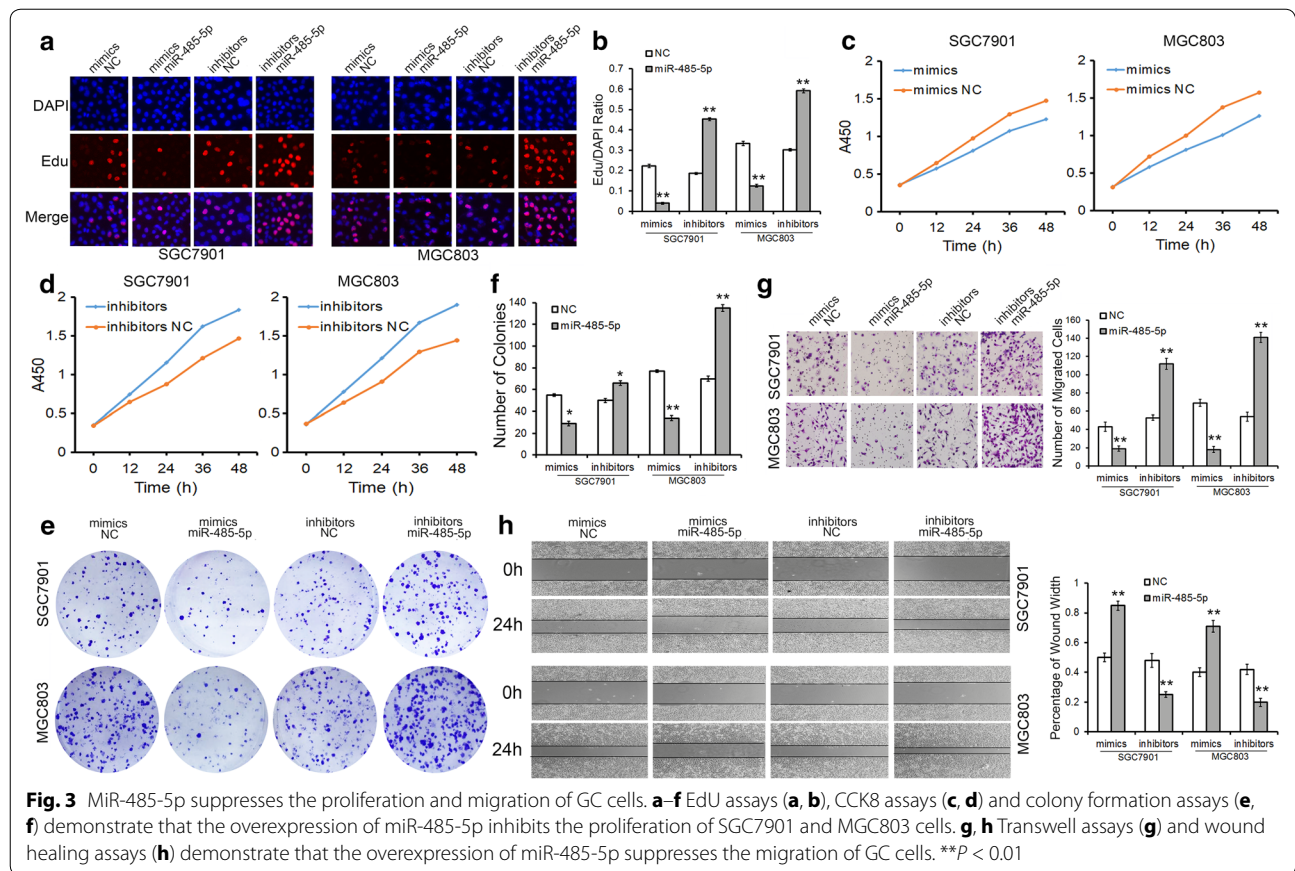 a
mimics NC
mimics miR-485-5p
inhibitors NC
inhibitors miR-485-5p
mimics NC
mimics miR-485-5p
inhibitors NC
inhibitors miR-485-5p
DAPI
Edu
Merge
SGC7901
MGC803
b
NC
miR-485-5p
Edu/DAPI Ratio
0.7
0.6
0.5
0.4
0.3
0.2
0.1
0
**
**
**
**
mimics inhibitors mimics inhibitors
SGC7901 MGC803
c
SGC7901
mimics
mimics NC
A450
2
1.5
1
0.5
0
0 12 24 36 48
Time (h)
MGC803
mimics
mimics NC
2
1.5
1
0.5
0
0 12 24 36 48
Time (h)
d
SGC7901
inhibitors
inhibitors NC
A450
2
1.5
1
0.5
0
0 12 24 36 48
Time (h)
MGC803
inhibitors
inhibitors NC
2
1.5
1
0.5
0
0 12 24 36 48
Time (h)
f
NC
miR-485-5p
Number of Colonies
140
120
100
80
60
40
20
0
*
*
**
**
mimics inhibitors mimics inhibitors
SGC7901 MGC803
g
mimics NC
mimics miR-485-5p
inhibitors NC
inhibitors miR-485-5p
SGC7901
MGC803
NC
miR-485-5p
Number of Migrated Cells
160
140
120
100
80
60
40
20
0
**
**
**
**
mimics inhibitors mimics inhibitors
SGC7901 MGC803
e
mimics NC
mimics miR-485-5p
inhibitors NC
inhibitors miR-485-5p
SGC7901
MGC803
h
mimics NC
mimics miR-485-5p
inhibitors NC
inhibitors miR-485-5p
0h
24h
SGC7901
0h
24h
MGC803
NC
miR-485-5p
Percentage of Wound Width
1
0.8
0.6
0.4
0.2
0
**
**
**
**
mimics inhibitors mimics inhibitors
SGC7901 MGC803
Fig. 3 MiR-485-5p suppresses the proliferation and migration of GC cells. a–f EdU assays (a, b), CCK8 assays (c, d) and colony formation assays (e,
f) demonstrate that the overexpression of miR-485-5p inhibits the proliferation of SGC7901 and MGC803 cells. g, h Transwell assays (g) and wound
healing assays (h) demonstrate that the overexpression of miR-485-5p suppresses the migration of GC cells. **P < 0.01